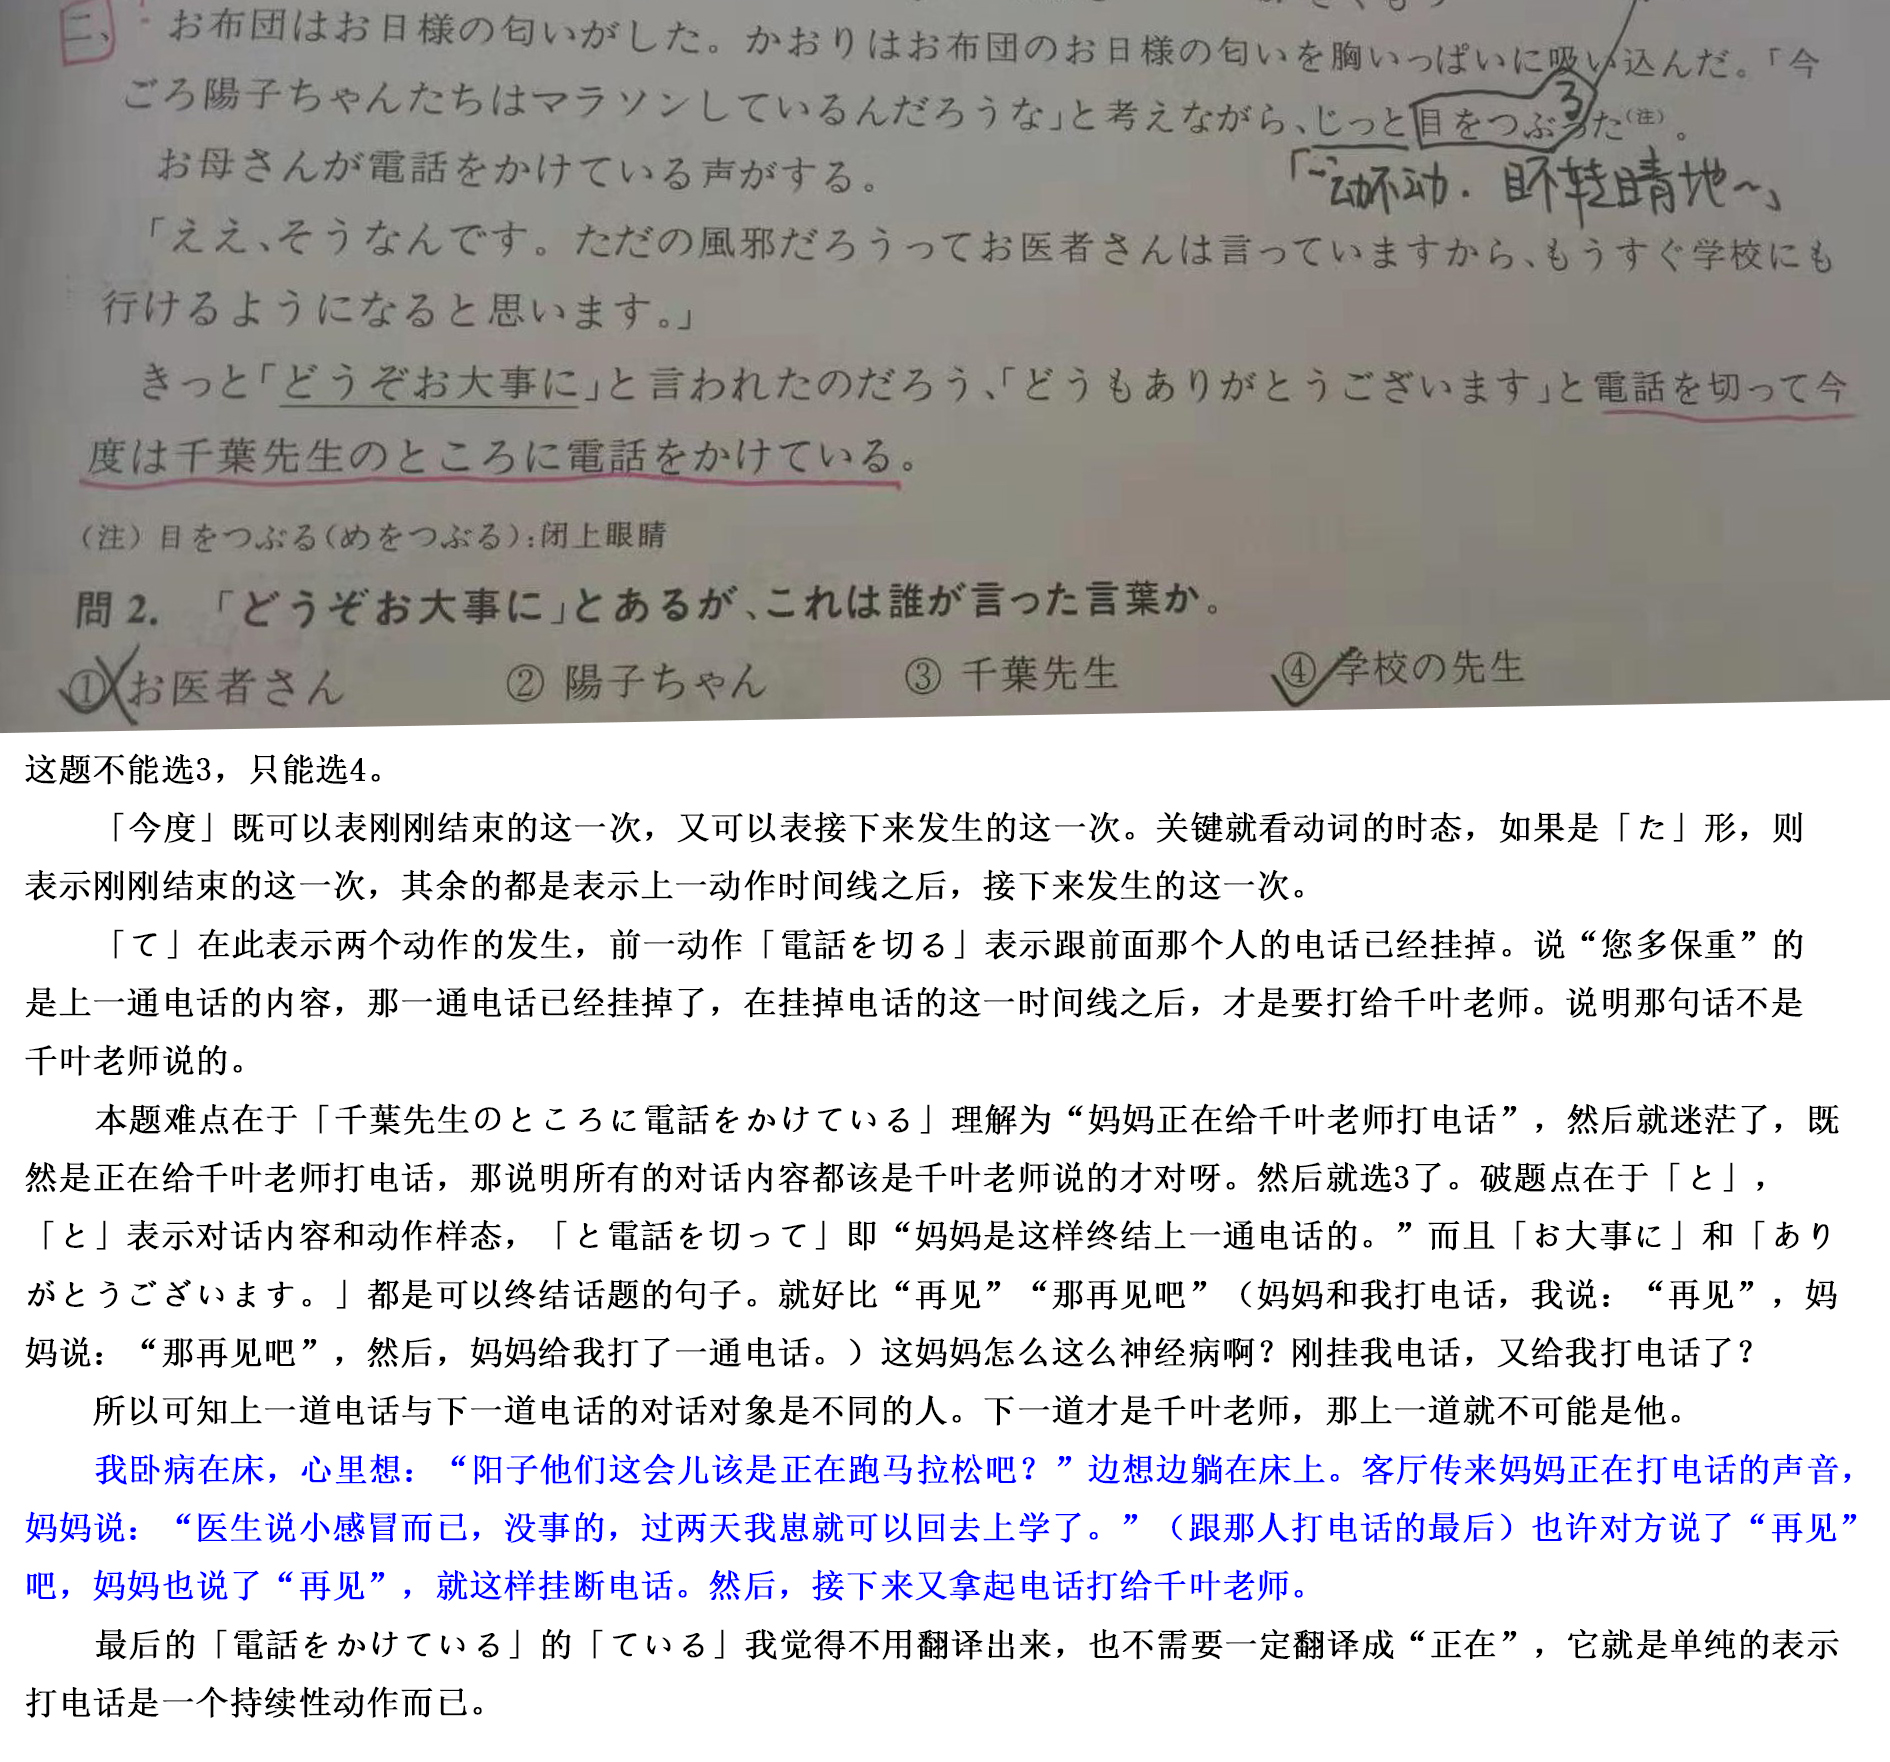 二、 お布団はお日様の匂いがした。かおりはお布団のお日様の匂いを胸いっぱいに吸い込んだ。「今
ごろ陽子ちゃんたちはマラソンしているんだろうな」と考えながら、じっと目をつぶった(注)。
る
お母さんが電話をかけている声がする。
「ええ、そうなんです。ただの風邪だろうってお医者さんは言っていますから、もうすぐ学校にも
行けるようになると思います。」
きっと「どうぞお大事に」と言われたのだろう、「どうもありがとうございます」と電話を切って今
度は千葉先生のところに電話をかけている。
(注)目をつぶる(めをつぶる):闭上眼睛
問 2. 「どうぞお大事に」とあるが、これは誰が言った言葉か。
①お医者さん ② 陽子ちゃん ③ 千葉先生 ④学校の先生
这题不能选3，只能选4。
「今度」既可以表刚刚结束的这一次，又可以表接下来发生的这一次。关键就看动词的时态，如果是「た」形，则
表示刚刚结束的这一次，其余的都是表示上一动作时间线之后，接下来发生的这一次。
「て」在此表示两个动作的发生，前一动作「電話を切る」表示跟前面那个人的电话已经挂掉。说“您多保重”的
是上一通电话的内容，那一通电话已经挂掉了，在挂掉电话的这一时间线之后，才是要打给千叶老师。说明那句话不是
千叶老师说的。
本题难点在于「千葉先生のところに電話をかけている」理解为“妈妈正在给千叶老师打电话”，然后就迷茫了，既
然是正在给千叶老师打电话，那说明所有的对话内容都该是千叶老师说的才对呀。然后就选3了。破题点在于「と」，
「と」表示对话内容和动作样态，「と電話を切って」即“妈妈是这样终结上一通电话的。”而且「お大事に」和「あり
がとうございます。」都是可以终结话题的句子。就好比“再见”“那再见吧”（妈妈和我打电话，我说：“再见”，妈
妈说：“那再见吧”，然后，妈妈给我打了一通电话。）这妈妈怎么这么神经病啊？刚挂我电话，又给我打电话了？
所以可知上一道电话与下一道电话的对话对象是不同的人。下一道才是千叶老师，那上一道就不可能是他。
我卧病在床，心里想：“阳子他们这会儿该是正在跑马拉松吧？”边想边躺在床上。客厅传来妈妈正在打电话的声音，
妈妈说：“医生说小感冒而已，没事的，过两天我崽就可以回去上学了。”（跟那人打电话的最后）也许对方说了“再见”
吧，妈妈也说了“再见”，就这样挂断电话。然后，接下来又拿起电话打给千叶老师。
最后的「電話をかけている」的「ている」我觉得不用翻译出来，也不需要一定翻译成“正在”，它就是单纯的表示
打电话是一个持续性动作而已。